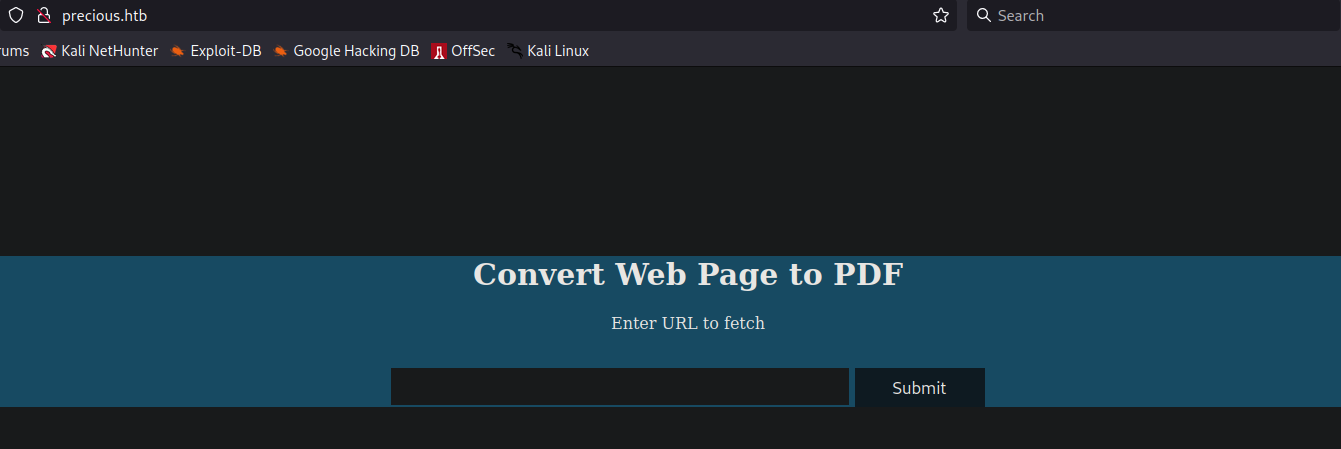 precious.htb Search
rums Kali NetHunter Exploit-DB Google Hacking DB OffSec Kali Linux
Convert Web Page to PDF
Enter URL to fetch
Submit